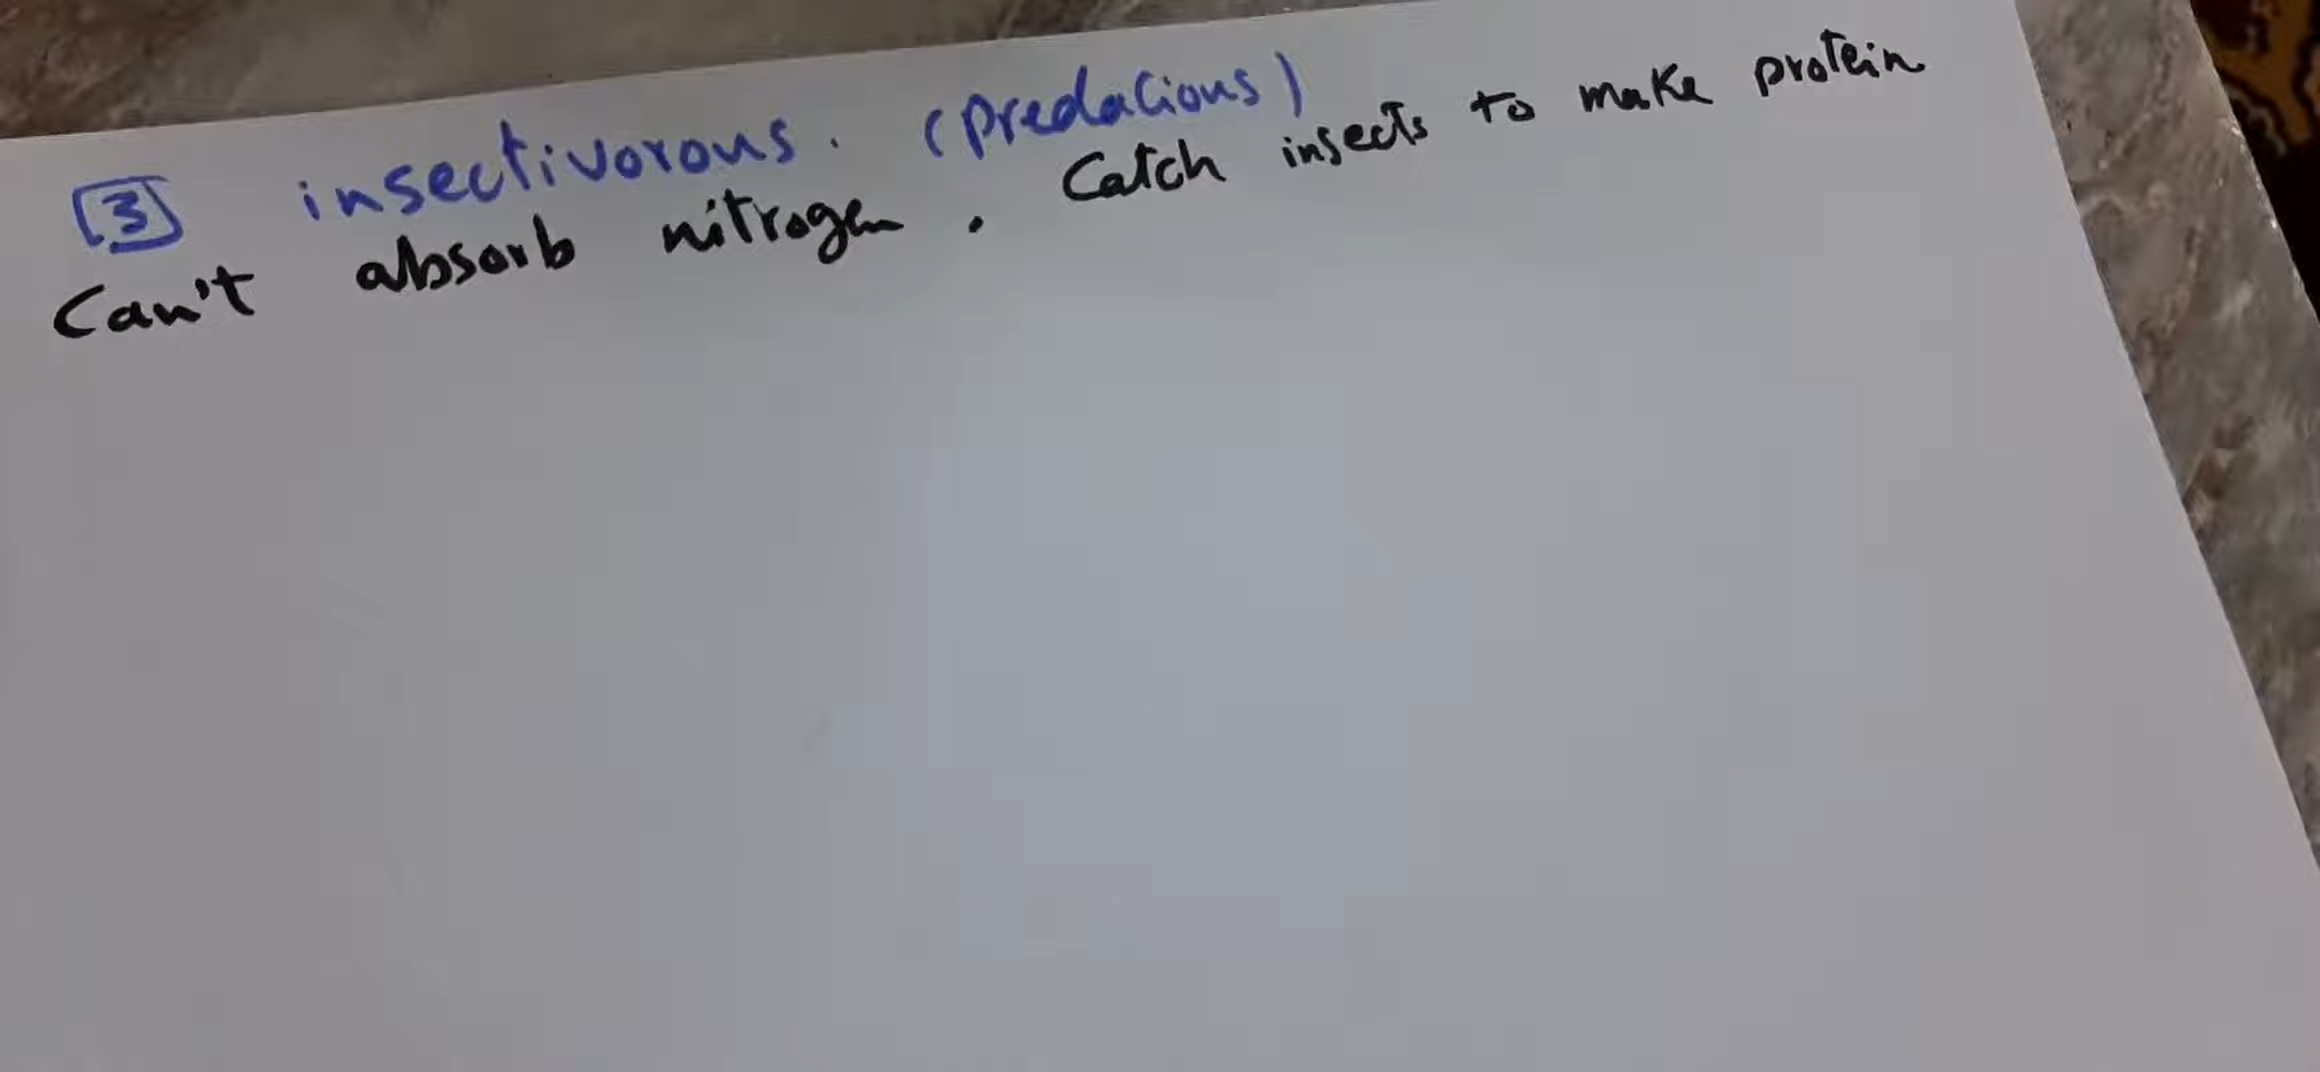 [3] insectivorous. (predacious)
Can't absorb nitrogen. Catch insects to make protein